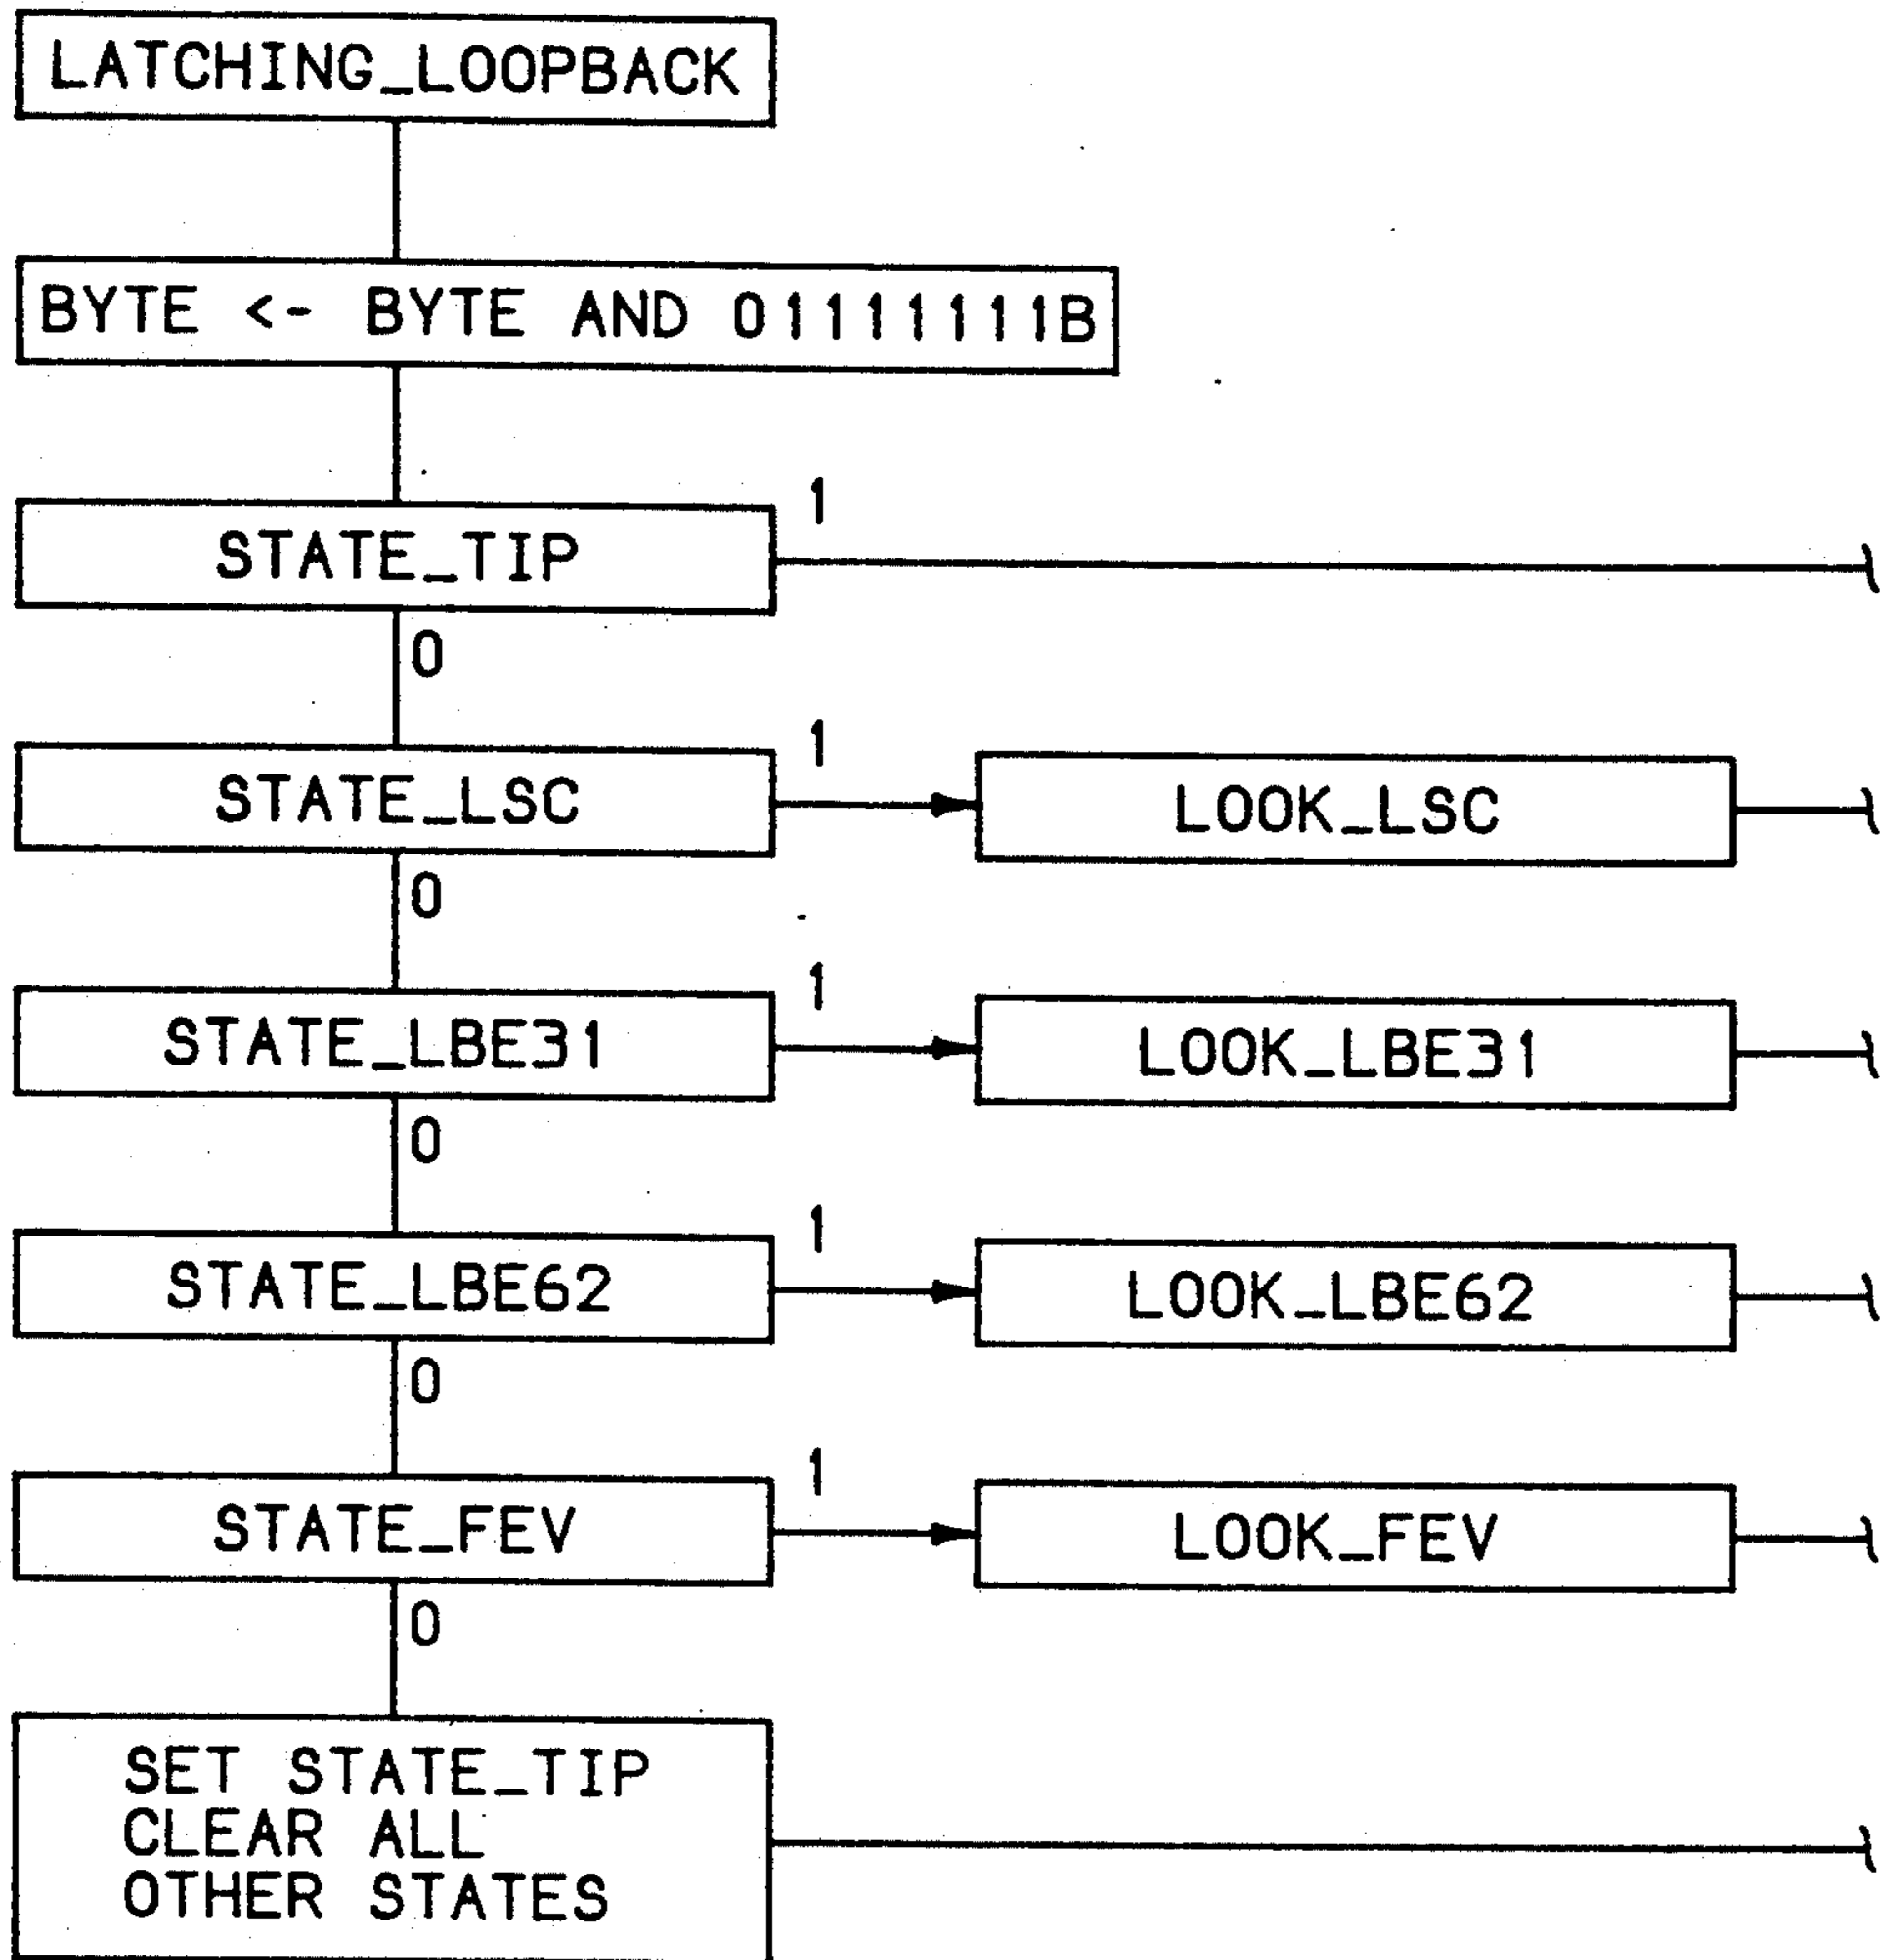 LATCHING_LOOPBACK
BYTE <- BYTE AND 01111111B
STATE_TIP
1
0
STATE_LSC
1
LOOK_LSC
0
STATE_LBE31
1
LOOK_LBE31
0
STATE_LBE62
1
LOOK_LBE62
0
STATE_FEV
1
LOOK_FEV
0
SET STATE_TIP
CLEAR ALL
OTHER STATES